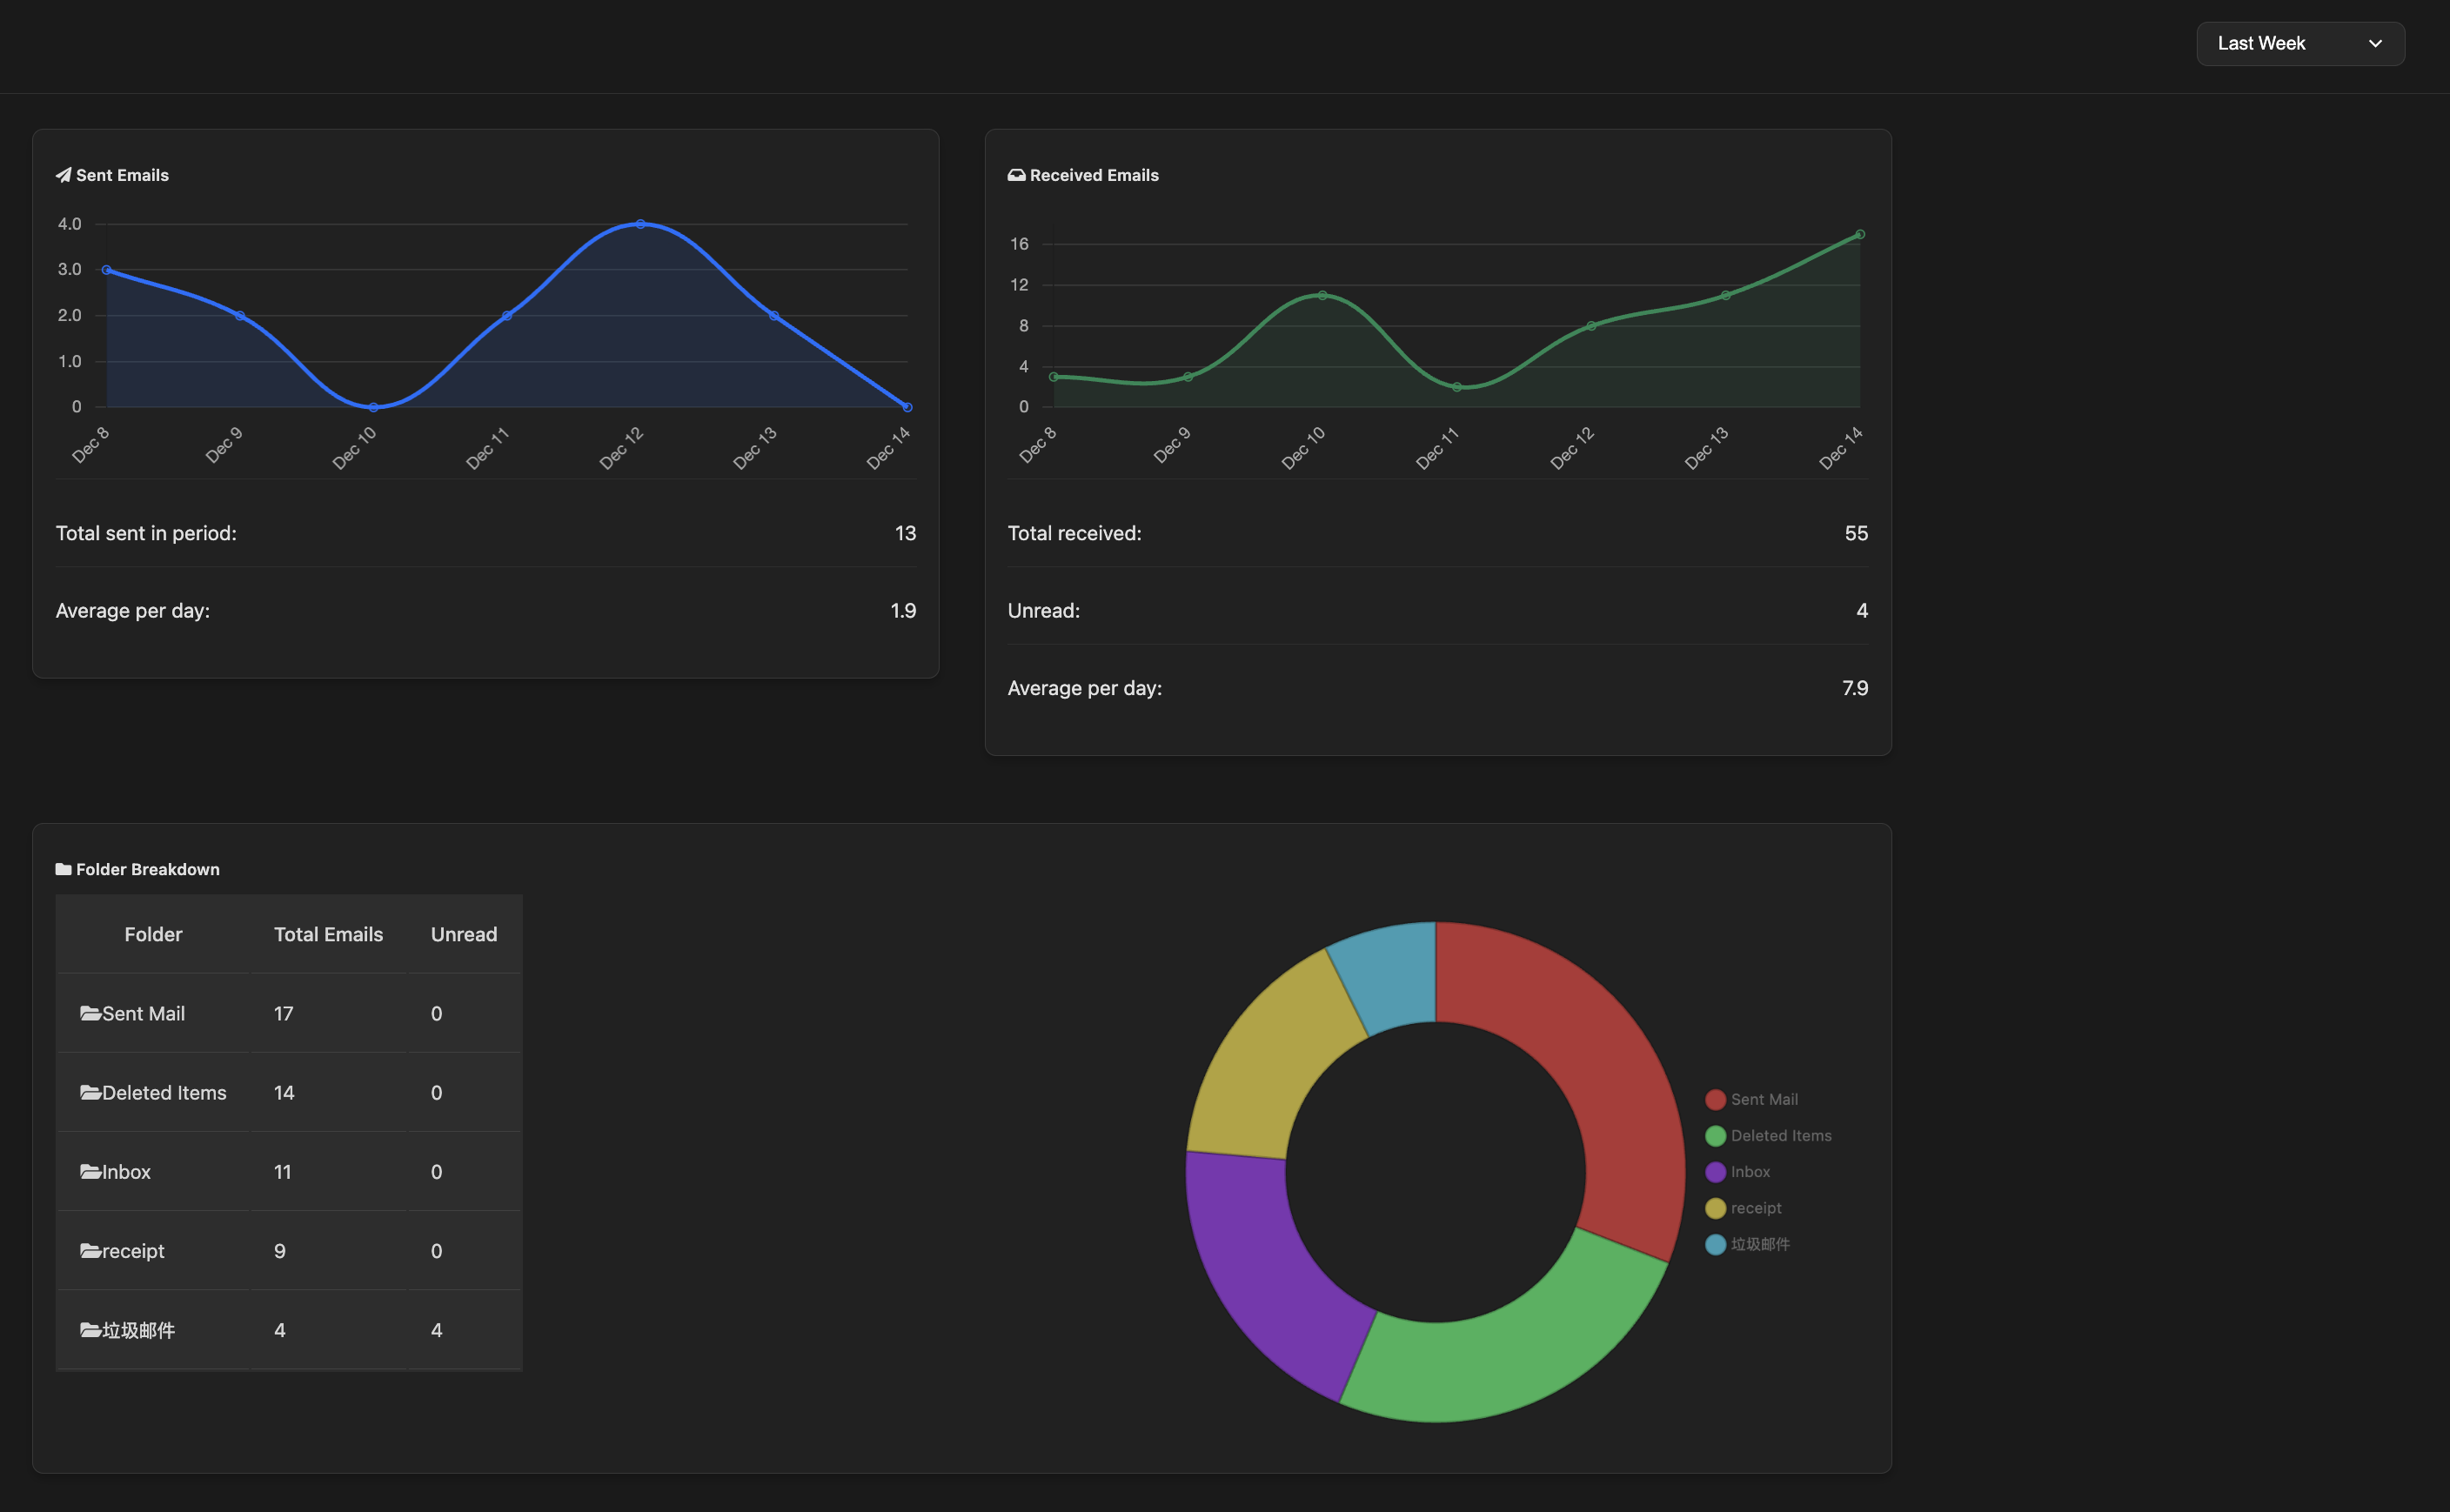 Last Week
Sent Emails
4.0
3.0
2.0
1.0
0
Dec 8
Dec 9
Dec 10
Dec 11
Dec 12
Dec 13
Dec 14
Total sent in period: 13
Average per day: 1.9
Received Emails
16
12
8
4
0
Dec 8
Dec 9
Dec 10
Dec 11
Dec 12
Dec 13
Dec 14
Total received: 55
Unread: 4
Average per day: 7.9
Folder Breakdown
Folder Total Emails Unread
Sent Mail 17 0
Deleted Items 14 0
Inbox 11 0
receipt 9 0
垃圾邮件 4 4
Sent Mail
Deleted Items
Inbox
receipt
垃圾邮件